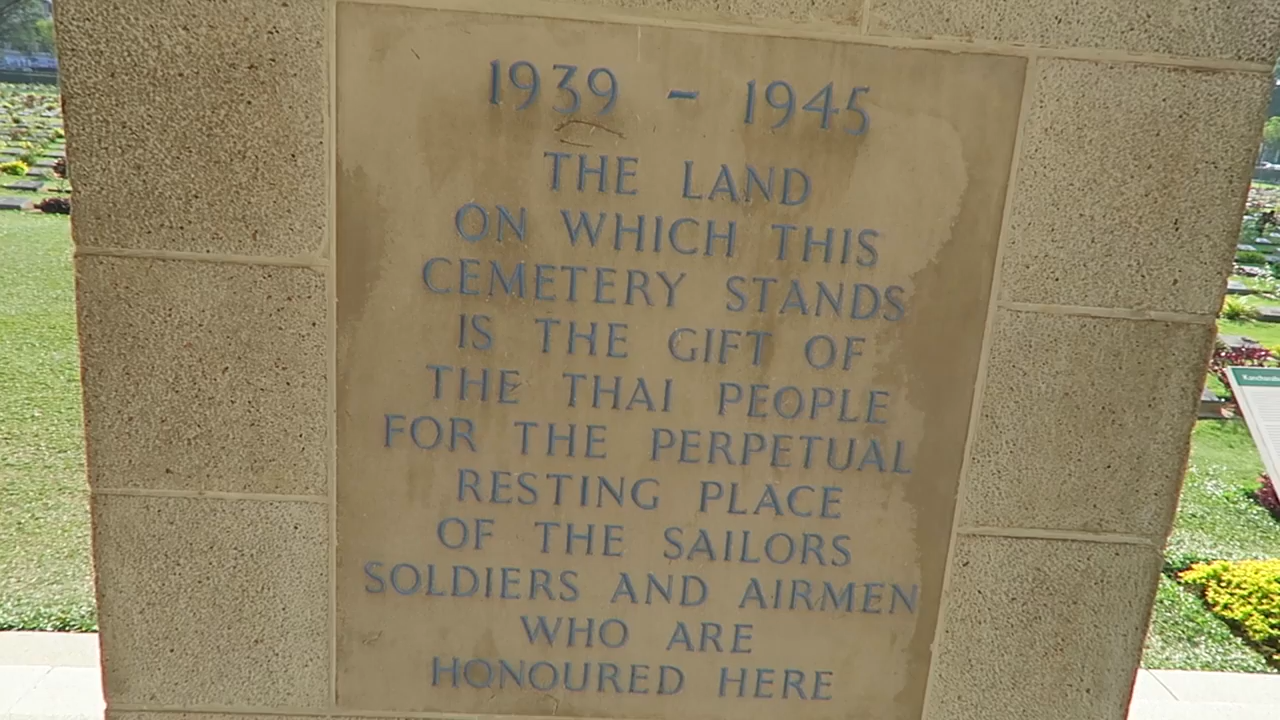 1939 - 1945
THE LAND
ON WHICH THIS
CEMETERY STANDS
IS THE GIFT OF
THE THAI PEOPLE
FOR THE PERPETUAL
RESTING PLACE
OF THE SAILORS
SOLDIERS AND AIRMEN
WHO ARE
HONOURED HERE